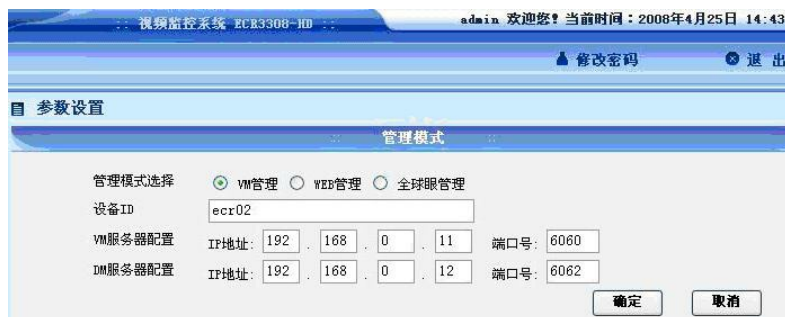 :: 视频监控系统 ECR3308-HD ::
admin 欢迎您! 当前时间：2008年4月25日 14:43
修改密码 退 出
参数设置
:: 管理模式 ::
管理模式选择 VM管理 WEB管理 全球眼管理
设备ID ecr02
VM服务器配置 IP地址: 192 . 168 . 0 . 11 端口号: 6060
DM服务器配置 IP地址: 192 . 168 . 0 . 12 端口号: 6062
确定 取消